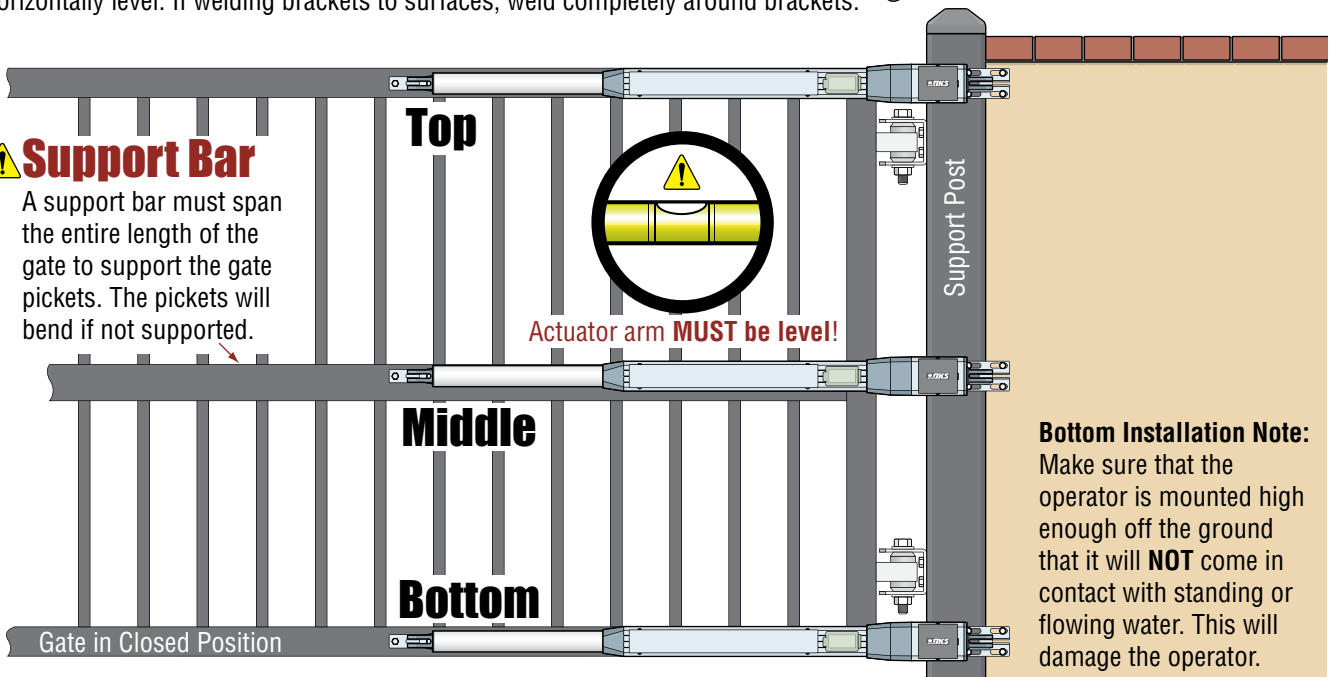 orizontally level. If welding brackets to surfaces, weld completely around brackets.
Top
Support Bar
A support bar must span
the entire length of the
gate to support the gate
pickets. The pickets will
bend if not supported.
Actuator arm MUST be level!
Support Post
DKS
DKS
Middle
Bottom Installation Note:
Make sure that the
operator is mounted high
enough off the ground
that it will NOT come in
contact with standing or
flowing water. This will
damage the operator.
Bottom
Gate in Closed Position
DKS